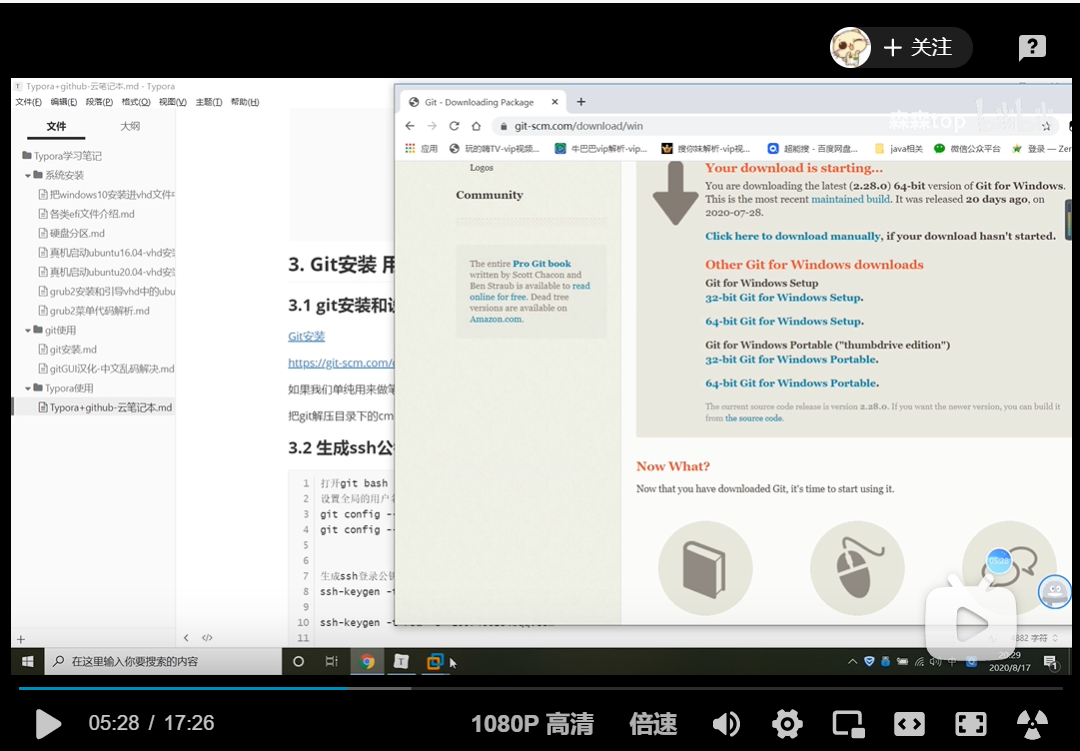 关注
?
Typora+github-云笔记本.md - Typora
文件(F) 编辑(E) 段落(P) 格式(O) 视图(V) 主题(T) 帮助(H)
文件 大纲
Typora学习笔记
系统安装
把windows10安装进vhd文件中
各类efi文件介绍.md
硬盘分区.md
真机启动ubuntu16.04-vhd安装
真机启动ubuntu20.04-vhd安装
grub2安装和引导vhd中的ubu
grub2菜单代码解析.md
git使用
git安装.md
gitGUI汉化-中文乱码解决.md
Typora使用
Typora+github-云笔记本.md
3. Git安装 用
3.1 git安装和设
Git安装
https://git-scm.com/
如果我们单纯用来做笔
把git解压目录下的cm
3.2 生成ssh公
1 打开git bash
2 设置全局的用户名
3 git config -
4 git config -
5
6
7 生成ssh登录公钥
8 ssh-keygen -
9
10 ssh-keygen -
11
Git - Downloading Package
git-scm.com/download/win
森森top
应用 玩的嗨TV-vip视频... 牛巴巴vip解析-vip... 搜你妹解析-vip视... 超能搜 - 百度网盘... java相关 微信公众平台 登录 — Zer
Logos
Community
The entire Pro Git book
written by Scott Chacon and
Ben Straub is available to read
online for free. Dead tree
versions are available on
Amazon.com.
Your download is starting...
You are downloading the latest (2.28.0) 64-bit version of Git for Windows.
This is the most recent maintained build. It was released 20 days ago, on
2020-07-28.
Click here to download manually, if your download hasn't started.
Other Git for Windows downloads
Git for Windows Setup
32-bit Git for Windows Setup.
64-bit Git for Windows Setup.
Git for Windows Portable ("thumbdrive edition")
32-bit Git for Windows Portable.
64-bit Git for Windows Portable.
The current source code release is version 2.28.0. If you want the newer version, you can build it
from the source code.
Now What?
Now that you have downloaded Git, it's time to start using it.
05:22
382 字符
在这里输入你要搜索的内容
中
20:29
2020/8/17
1
05:28 / 17:26
1080P 高清 倍速